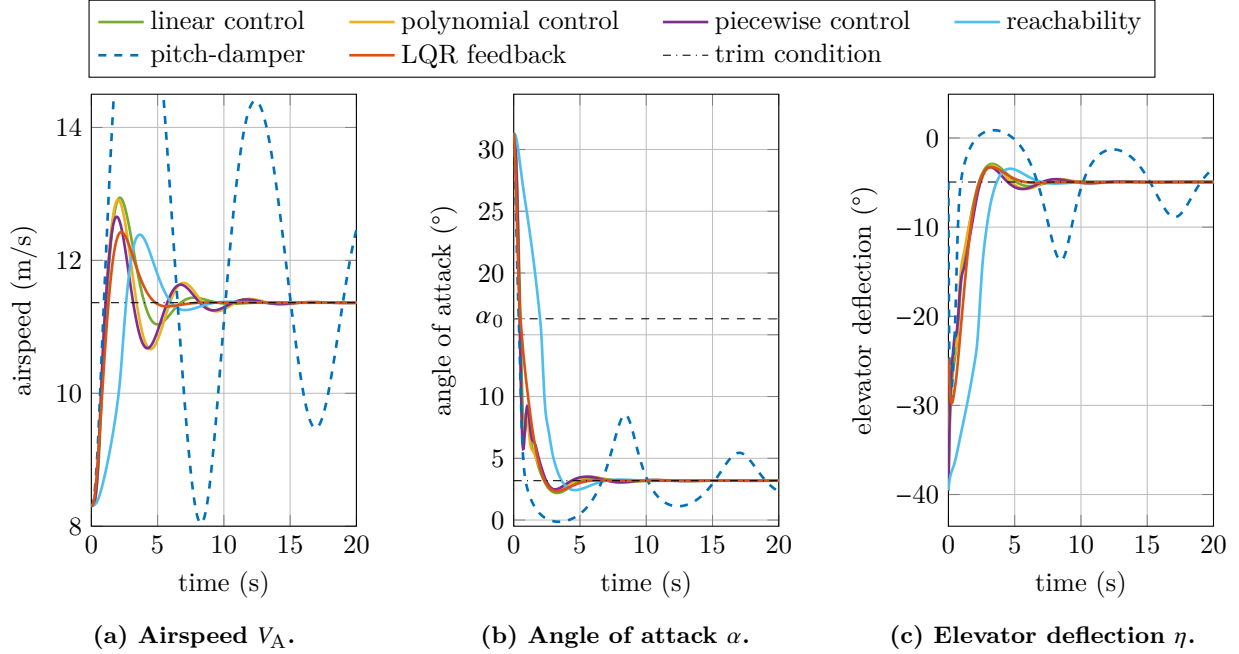 linear control polynomial control piecewise control reachability
pitch-damper LQR feedback trim condition
airspeed (m/s)
14
12
10
8
0 5 10 15 20
time (s)
(a) Airspeed V_A.
angle of attack (°)
30
25
20
α₀
10
5
0
0 5 10 15 20
time (s)
(b) Angle of attack α.
elevator deflection (°)
0
−10
−20
−30
−40
0 5 10 15 20
time (s)
(c) Elevator deflection η.